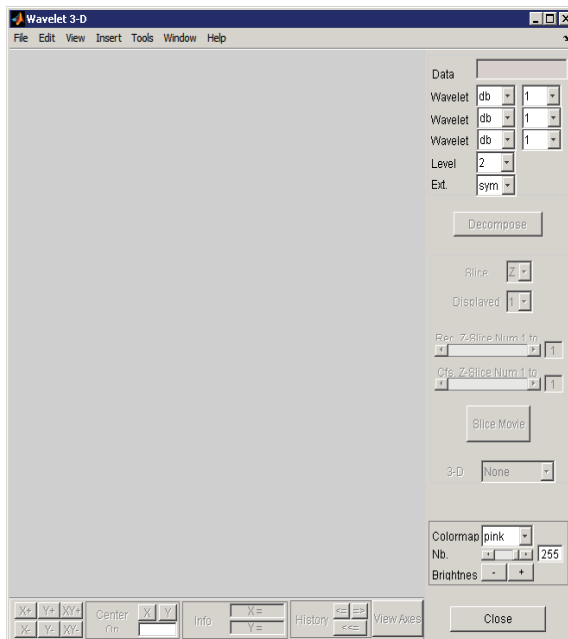 Wavelet 3-D
File Edit View Insert Tools Window Help
Data
Wavelet db 1
Wavelet db 1
Wavelet db 1
Level 2
Ext. sym
Decompose
Slice Z
Displayed 1
Rec. Z-Slice Num 1 to
1
Cfs. Z-Slice Num 1 to
1
Slice Movie
3-D None
Colormap pink
Nb. 255
Brightnes - +
X+ Y+ XY+
X- Y- XY-
Center On
X Y
Info
X =
Y =
History
<= =>
<<=
View Axes
Close